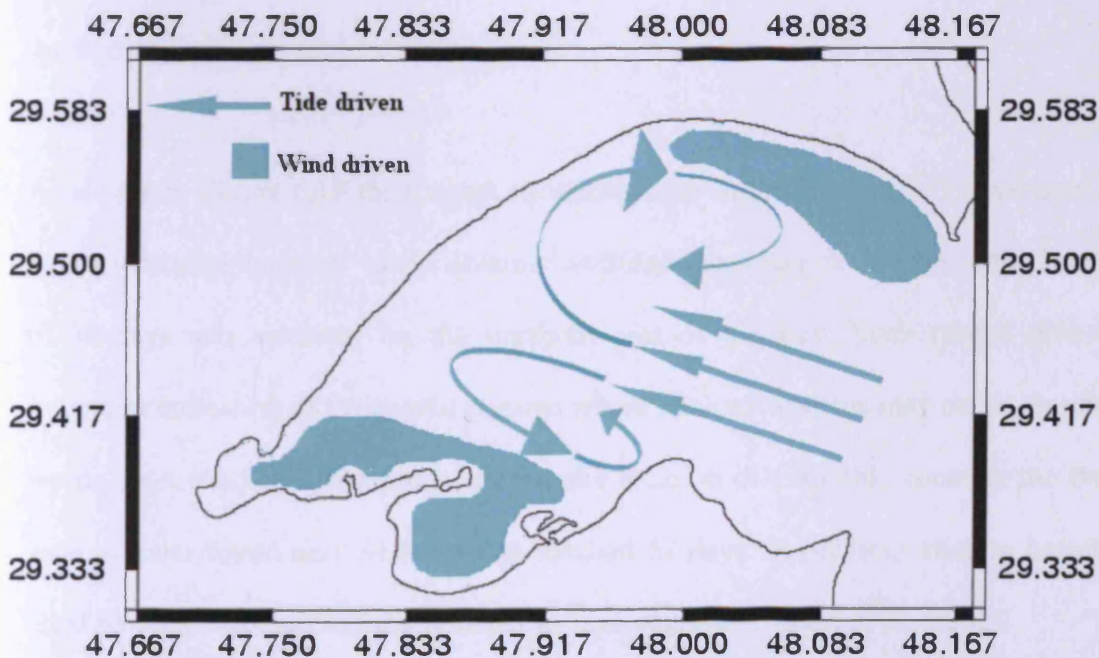 47.667 47.750 47.833 47.917 48.000 48.083 48.167
29.583 Tide driven 29.583
Wind driven
29.500 29.500
29.417 29.417
29.333 29.333
47.667 47.750 47.833 47.917 48.000 48.083 48.167